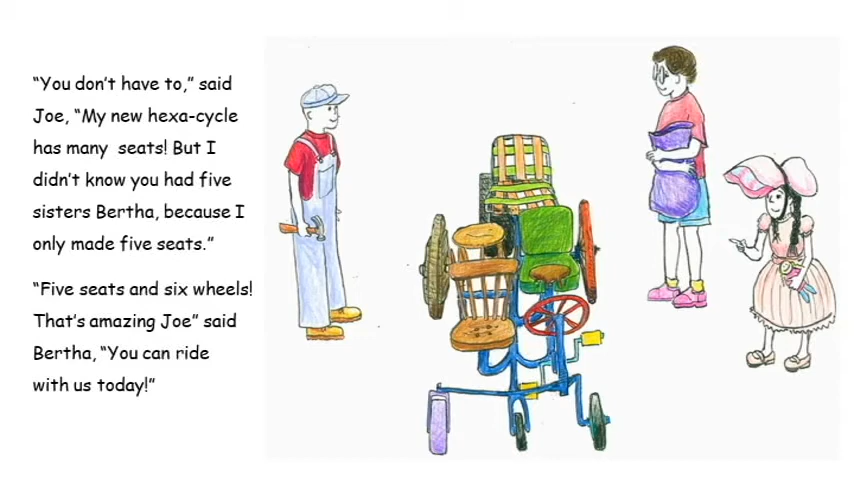 “You don’t have to,” said
Joe, “My new hexa-cycle
has many  seats! But I
didn’t know you had five
sisters Bertha, because I
only made five seats.”
“Five seats and six wheels!
That’s amazing Joe” said
Bertha, “You can ride
with us today!”